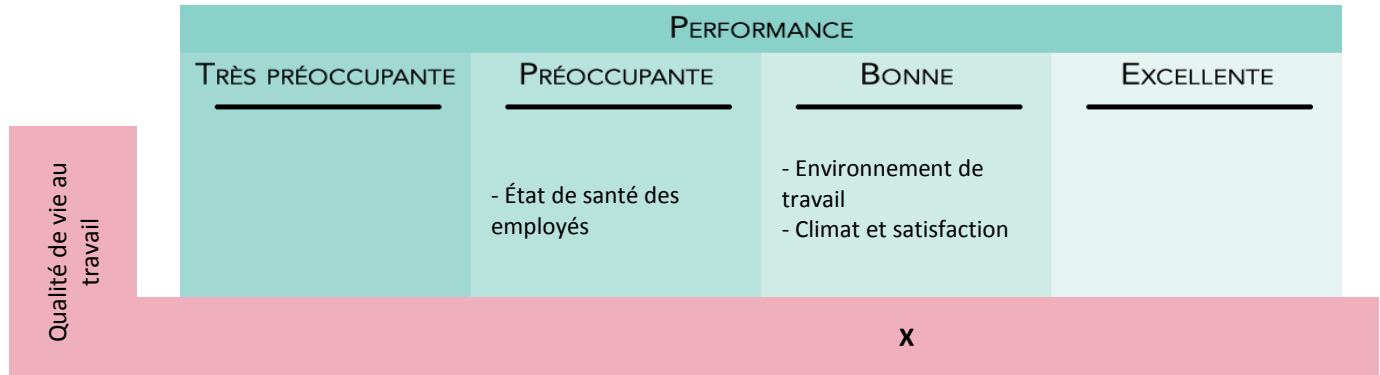 PERFORMANCE
TRÈS PRÉOCCUPANTE
PRÉOCCUPANTE
BONNE
EXCELLENTE
Qualité de vie au
travail
- État de santé des
employés
- Environnement de
travail
- Climat et satisfaction
X